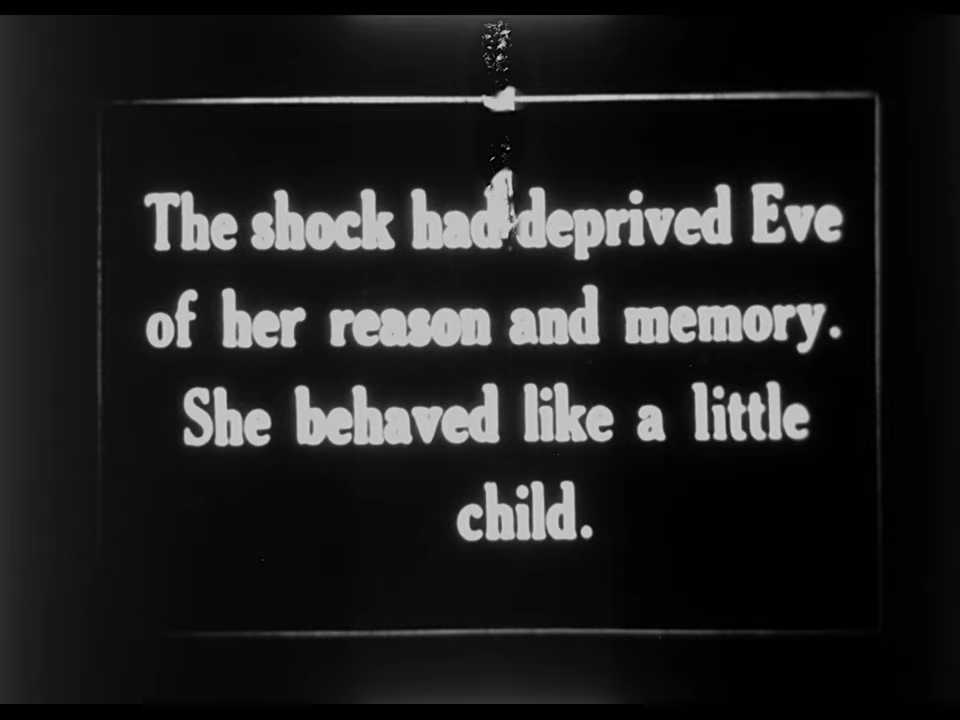 The shock had deprived Eve
of her reason and memory.
She behaved like a little
child.